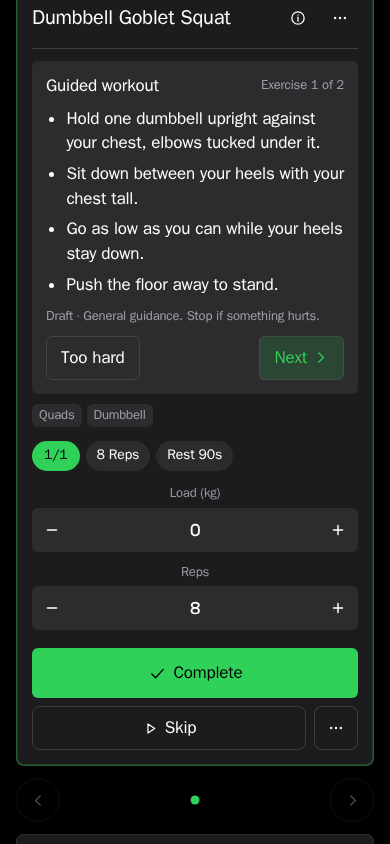 Dumbbell Goblet Squat
Guided workout
Exercise 1 of 2
Hold one dumbbell upright against
your chest, elbows tucked under it.
Sit down between your heels with your
chest tall.
Go as low as you can while your heels
stay down.
Push the floor away to stand.
Draft · General guidance. Stop if something hurts.
Too hard
Next
Quads
Dumbbell
1/1
8 Reps
Rest 90s
Load (kg)
0
Reps
8
Complete
Skip